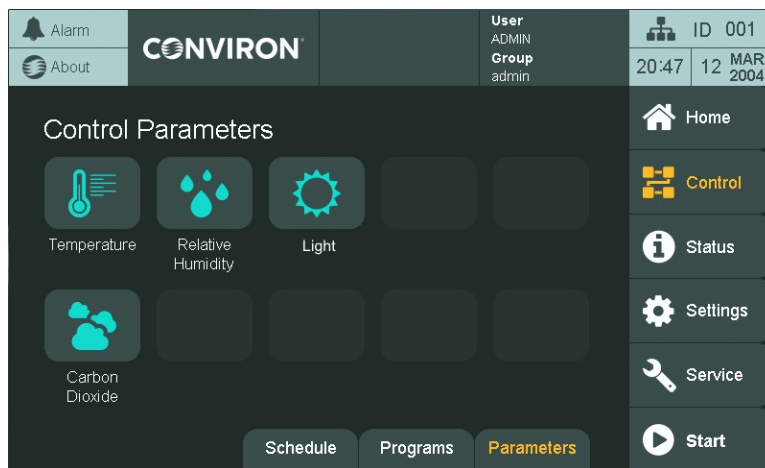 Alarm
About
CONVIRON
User
ADMIN
Group
admin
ID 001
20:47
12 MAR 2004
Control Parameters
Temperature
Relative
Humidity
Light
Carbon
Dioxide
Home
Control
Status
Settings
Service
Start
Schedule
Programs
Parameters